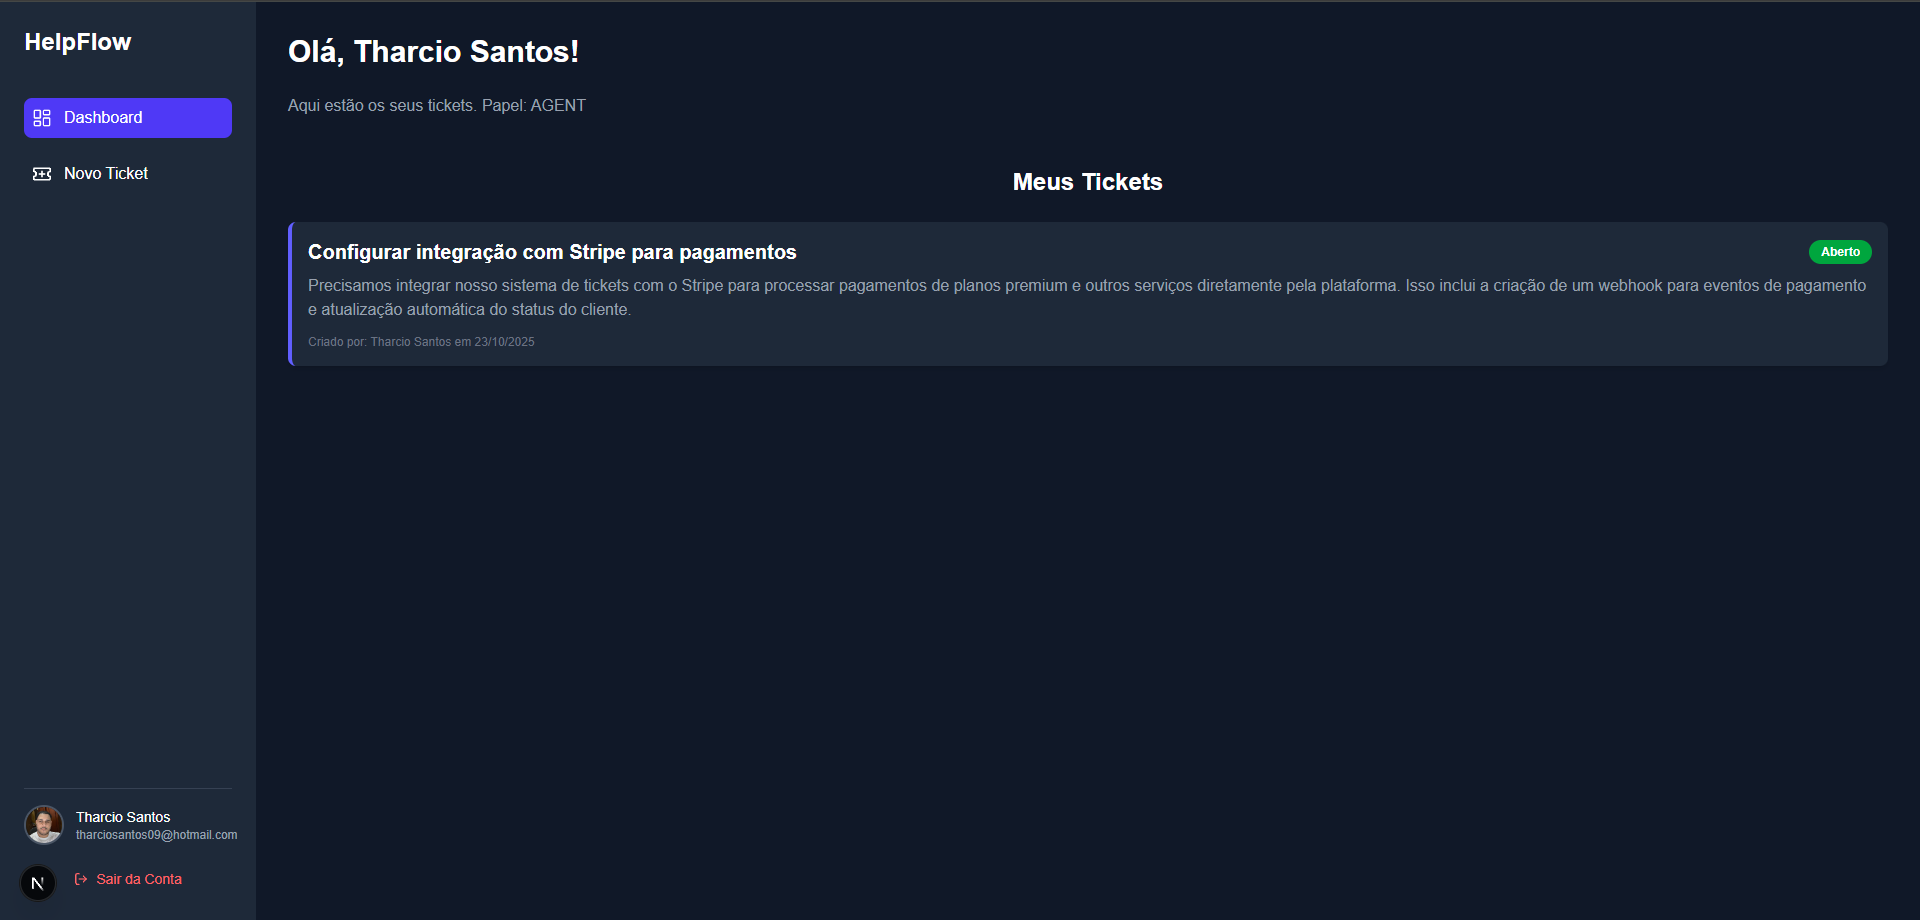 HelpFlow
Dashboard
Novo Ticket
Olá, Tharcio Santos!
Aqui estão os seus tickets. Papel: AGENT
Meus Tickets
Configurar integração com Stripe para pagamentos
Aberto
Precisamos integrar nosso sistema de tickets com o Stripe para processar pagamentos de planos premium e outros serviços diretamente pela plataforma. Isso inclui a criação de um webhook para eventos de pagamento
e atualização automática do status do cliente.
Criado por: Tharcio Santos em 23/10/2025
Tharcio Santos
tharciosantos09@hotmail.com
N
Sair da Conta